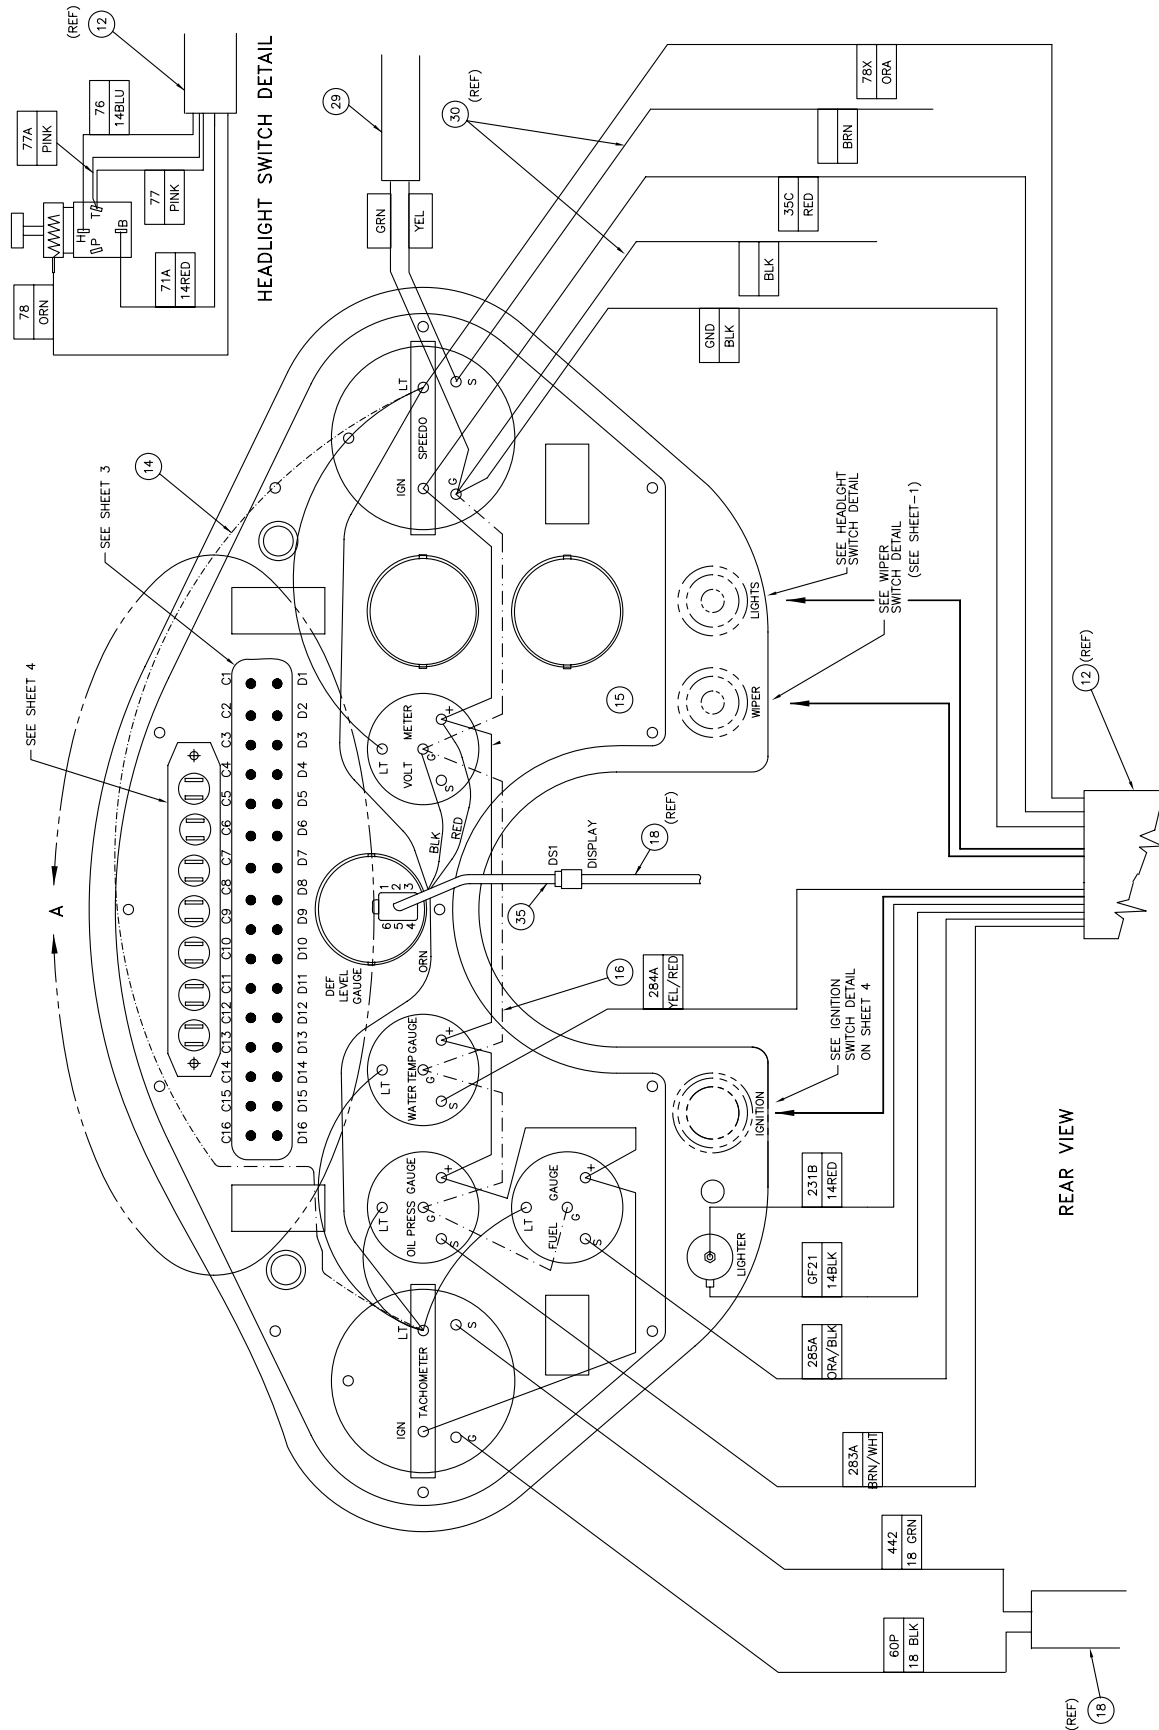 (REF)
12
76
14BLU
77A
PINK
77
PINK
78
ORN
71A
14RED
H
T
P
B
HEADLIGHT SWITCH DETAIL
29
GRN
YEL
30
(REF)
78X
ORA
BRN
35C
RED
BLK
GND
BLK
SEE SHEET 4
SEE SHEET 3
14
A
C16 C15 C14 C13 C12 C11 C10 C9 C8 C7 C6 C5 C4 C3 C2 C1
D16 D15 D14 D13 D12 D11 D10 D9 D8 D7 D6 D5 D4 D3 D2 D1
LT
IGN
SPEEDO
S
G
LT
VOLT METER
G
+
S
15
BLK
RED
ORN
DEF
LEVEL
GAUGE
1
2
3
6
5
4
35
DS1
DISPLAY
18
(REF)
16
LT
WATER TEMP GAUGE
G
+
S
LT
OIL PRESS GAUGE
G
+
S
LT
FUEL GAUGE
G
+
S
LT
IGN
TACHOMETER
S
G
284A
YEL/RED
SEE HEADLGHT
SWITCH DETAIL
SEE WIPER
SWITCH DETAIL
(SEE SHEET-1)
LIGHTS
WIPER
12
(REF)
IGNITION
SEE IGNITION
SWITCH DETAIL
ON SHEET 4
LIGHTER
231B
14RED
GF21
14BLK
285A
ORA/BLK
283A
BRN/WHT
442
18 GRN
60P
18 BLK
(REF)
18
REAR VIEW